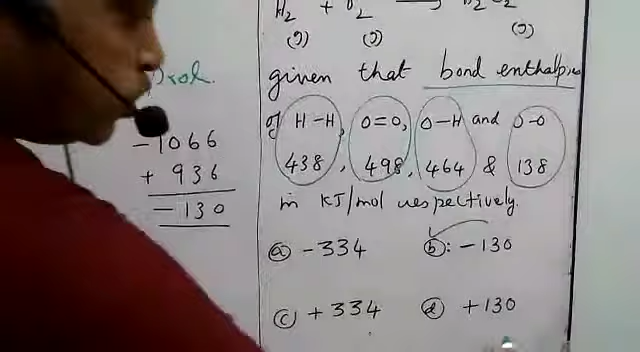 H2 + O2
(g) (g) (g)
given that bond enthalpies
of H-H, O=O, O-H and O-O
438, 498, 464 & 138
in KJ/mol respectively.
(a) -334 (b): -130
(c) +334 (d) +130
-1066
+ 936
-130